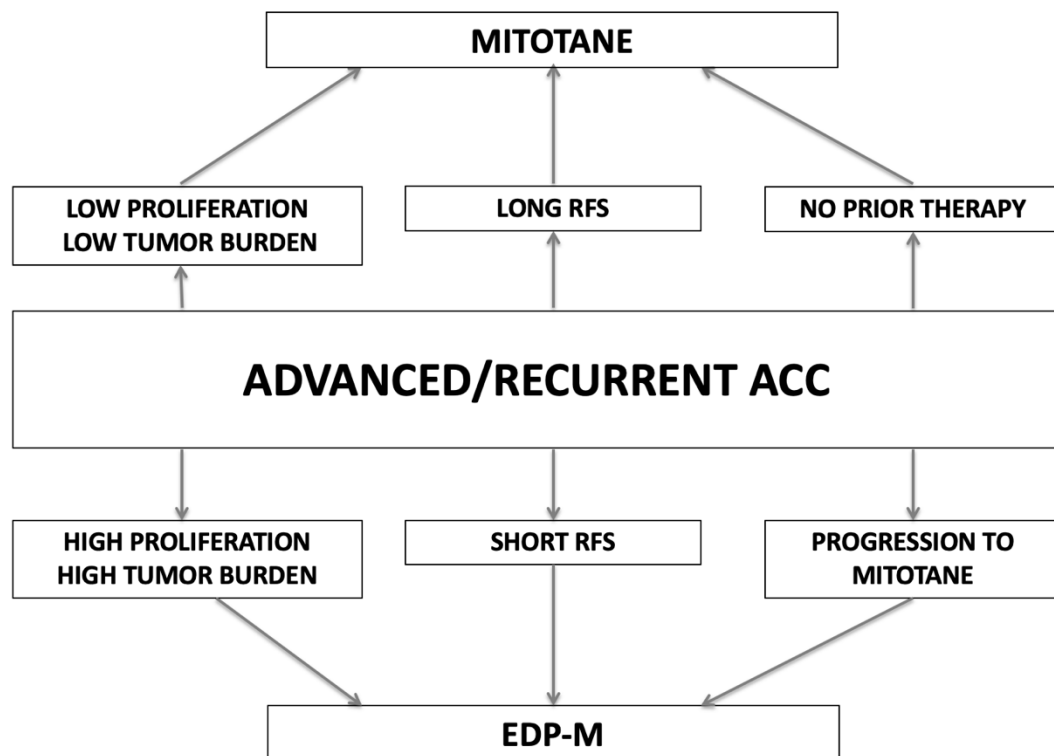 MITOTANE
LOW PROLIFERATION
LOW TUMOR BURDEN
LONG RFS
NO PRIOR THERAPY
ADVANCED/RECURRENT ACC
HIGH PROLIFERATION
HIGH TUMOR BURDEN
SHORT RFS
PROGRESSION TO
MITOTANE
EDP-M